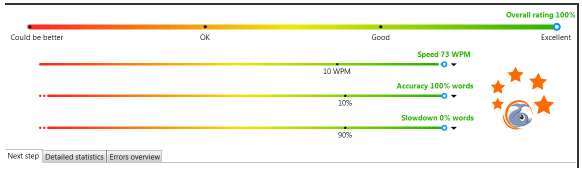 Overall rating 100%
Could be better OK Good Excellent
Speed 73 WPM
10 WPM
Accuracy 100% words
10%
Slowdown 0% words
90%
Next step Detailed statistics Errors overview